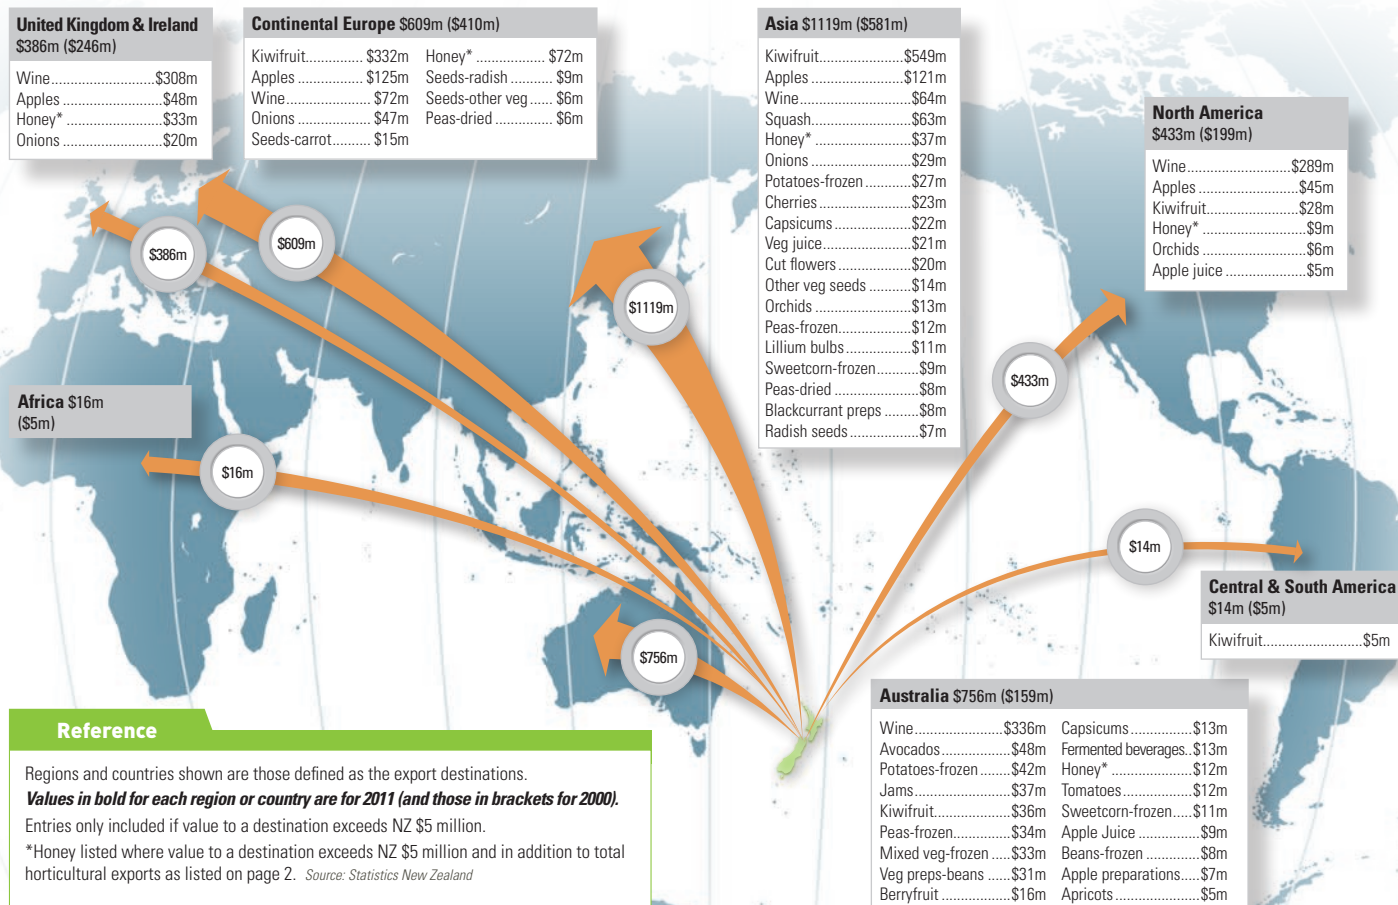 United Kingdom & Ireland
$386m ($246m)
Wine..........................$308m
Apples .........................$48m
Honey* ........................$33m
Onions .........................$20m
Continental Europe $609m ($410m)
Kiwifruit............... $332m
Apples ................. $125m
Wine..................... $72m
Onions .................. $47m
Seeds-carrot.......... $15m
Honey* ................. $72m
Seeds-radish .......... $9m
Seeds-other veg ...... $6m
Peas-dried .............. $6m
Asia $1119m ($581m)
Kiwifruit.....................$549m
Apples .......................$121m
Wine............................$64m
Squash.........................$63m
Honey* ........................$37m
Onions .........................$29m
Potatoes-frozen ...........$27m
Cherries .......................$23m
Capsicums ...................$22m
Veg juice......................$21m
Cut flowers ..................$20m
Other veg seeds ..........$14m
Orchids ........................$13m
Peas-frozen..................$12m
Lillium bulbs.................$11m
Sweetcorn-frozen..........$9m
Peas-dried ....................$8m
Blackcurrant preps ........$8m
Radish seeds.................$7m
North America
$433m ($199m)
Wine..........................$289m
Apples .........................$45m
Kiwifruit.......................$28m
Honey* ..........................$9m
Orchids ..........................$6m
Apple juice ....................$5m
$386m
$609m
$1119m
$433m
Africa $16m
($5m)
$16m
$14m
$756m
Central & South America
$14m ($5m)
Kiwifruit.........................$5m
Australia $756m ($159m)
Wine......................$336m
Avocados.................$48m
Potatoes-frozen .......$42m
Jams........................$37m
Kiwifruit...................$36m
Peas-frozen..............$34m
Mixed veg-frozen .....$33m
Veg preps-beans ......$31m
Berryfruit .................$16m
Capsicums ...............$13m
Fermented beverages..$13m
Honey* ....................$12m
Tomatoes.................$12m
Sweetcorn-frozen.....$11m
Apple Juice ...............$9m
Beans-frozen .............$8m
Apple preparations.....$7m
Apricots....................$5m
Reference
Regions and countries shown are those defined as the export destinations.
Values in bold for each region or country are for 2011 (and those in brackets for 2000).
Entries only included if value to a destination exceeds NZ $5 million.
*Honey listed where value to a destination exceeds NZ $5 million and in addition to total
horticultural exports as listed on page 2. Source: Statistics New Zealand